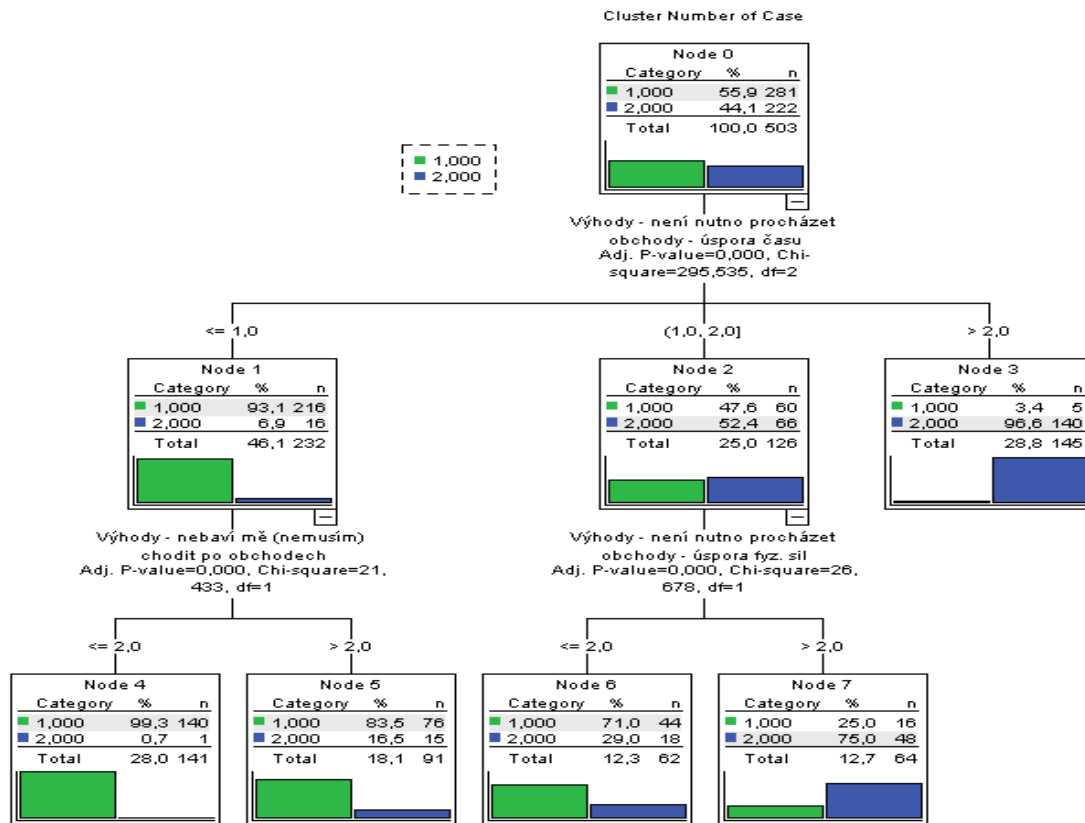 Cluster Number of Case
Node 0
Category % n
1,000 55,9 281
2,000 44,1 222
Total 100,0 503
1,000
2,000
Výhody - není nutno procházet
obchody - úspora času
Adj. P-value=0,000, Chi-
square=295,535, df=2
<= 1,0
(1,0, 2,0]
> 2,0
Node 1
Category % n
1,000 93,1 216
2,000 6,9 16
Total 46,1 232
Node 2
Category % n
1,000 47,6 60
2,000 52,4 66
Total 25,0 126
Node 3
Category % n
1,000 3,4 5
2,000 96,6 140
Total 28,8 145
Výhody - nebaví mě (nemusím)
chodit po obchodech
Adj. P-value=0,000, Chi-square=21,
433, df=1
Výhody - není nutno procházet
obchody - úspora fyz. sil
Adj. P-value=0,000, Chi-square=26,
678, df=1
<= 2,0
> 2,0
<= 2,0
> 2,0
Node 4
Category % n
1,000 99,3 140
2,000 0,7 1
Total 28,0 141
Node 5
Category % n
1,000 83,5 76
2,000 16,5 15
Total 18,1 91
Node 6
Category % n
1,000 71,0 44
2,000 29,0 18
Total 12,3 62
Node 7
Category % n
1,000 25,0 16
2,000 75,0 48
Total 12,7 64